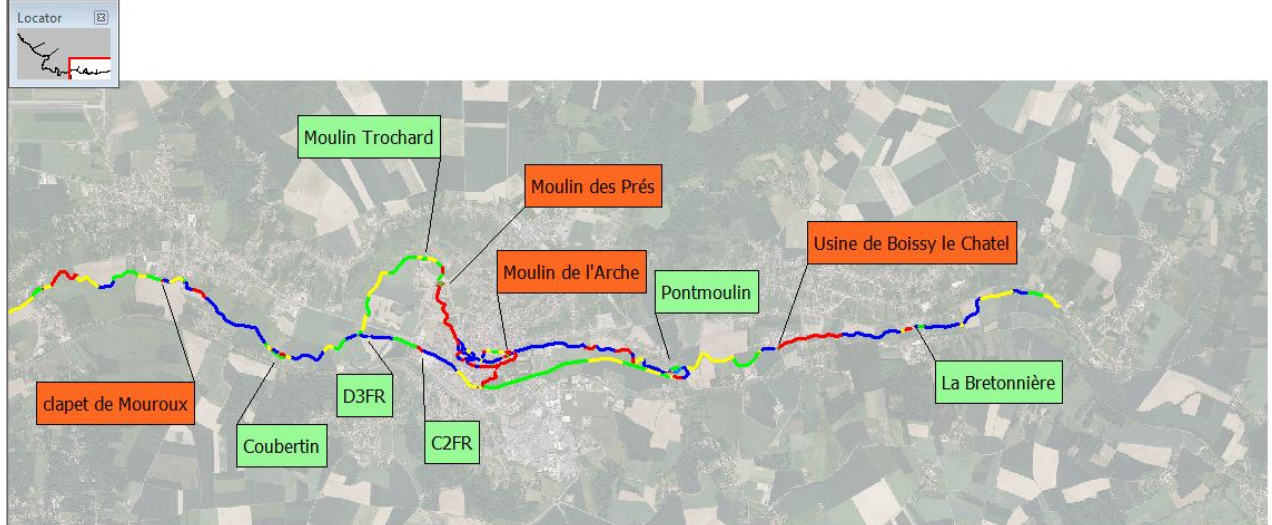 Locator
Moulin Trochard
Moulin des Prés
Usine de Boissy le Chatel
Moulin de l'Arche
Pontmoulin
clapet de Mouroux
D3FR
La Bretonnière
Coubertin
C2FR